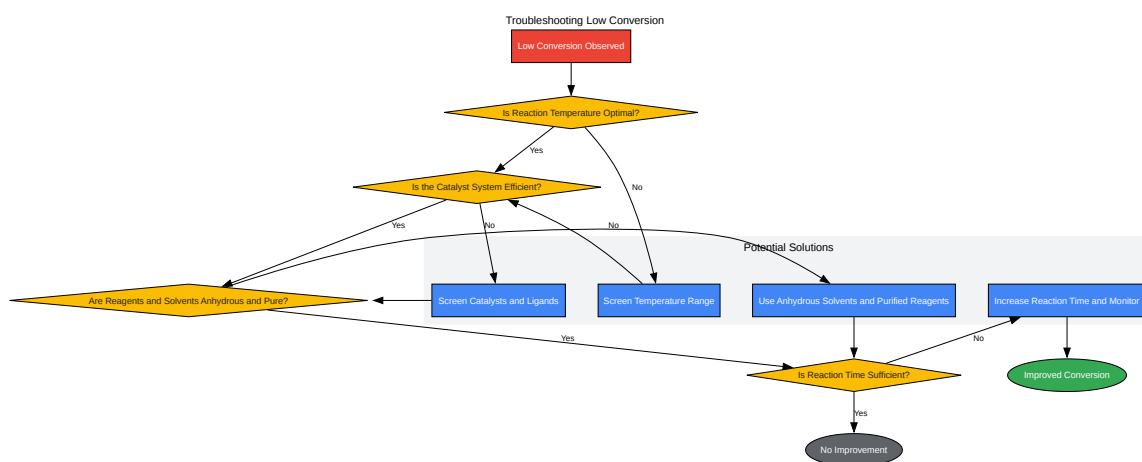 Troubleshooting Low Conversion
Low Conversion Observed
Is Reaction Temperature Optimal?
Yes
Is the Catalyst System Efficient?
No
Yes
No
No
Potential Solutions
Are Reagents and Solvents Anhydrous and Pure?
Screen Catalysts and Ligands
Screen Temperature Range
Use Anhydrous Solvents and Purified Reagents
Increase Reaction Time and Monitor
Yes
No
Is Reaction Time Sufficient?
Improved Conversion
Yes
No Improvement